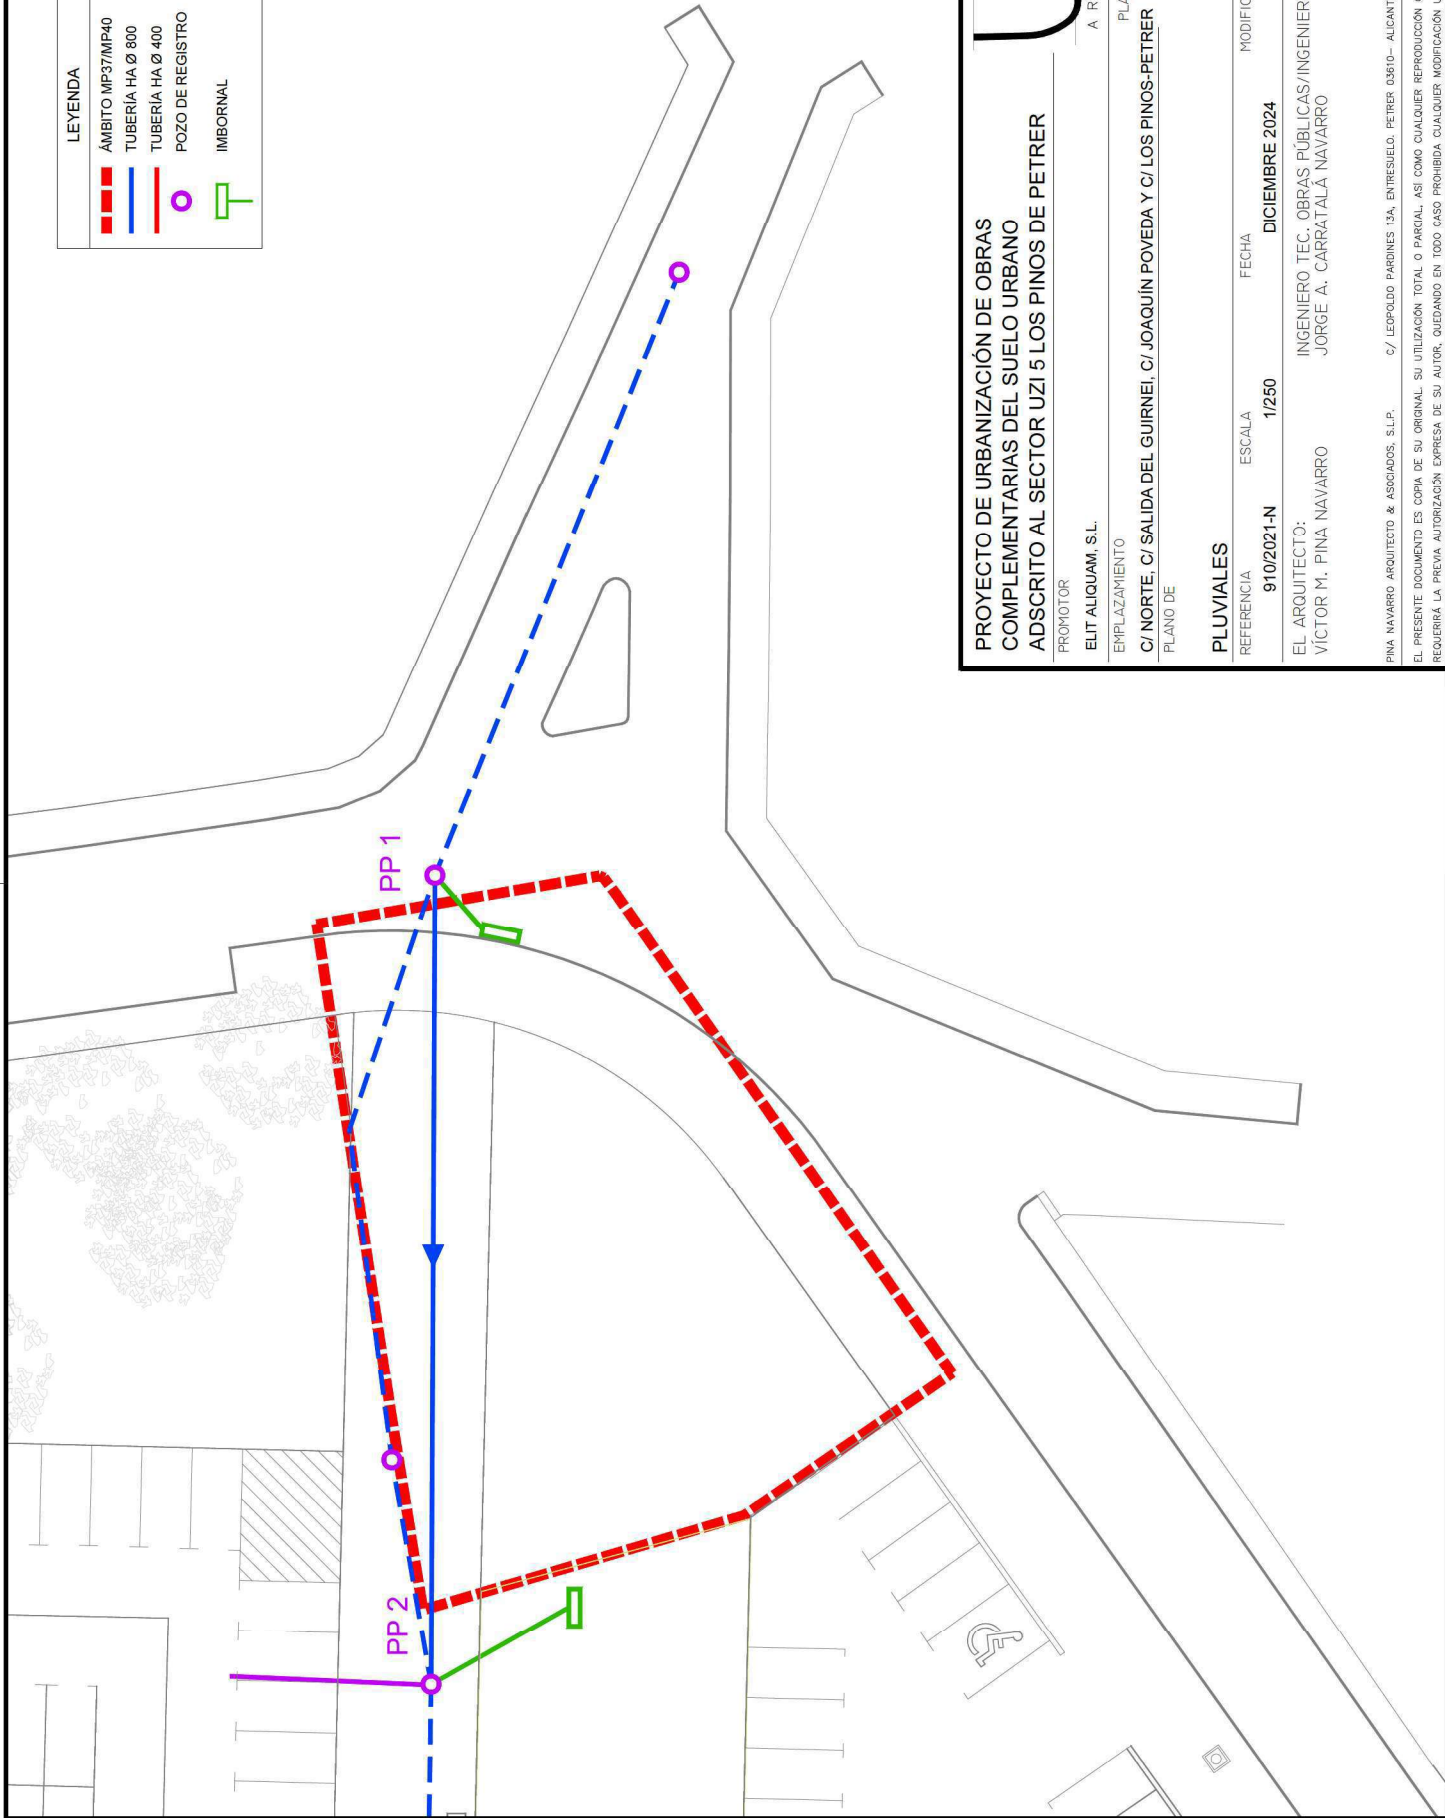 LEYENDA
ÁMBITO MP37/MP40
TUBERÍA HA Ø 800
TUBERÍA HA Ø 400
POZO DE REGISTRO
IMBORNAL
PP 1
PP 2
PROYECTO DE URBANIZACIÓN DE OBRAS
COMPLEMENTARIAS DEL SUELO URBANO
ADSCRITO AL SECTOR UZI 5 LOS PINOS DE PETRER
PROMOTOR
ELIT ALIQUAM, S.L.
A R
EMPLAZAMIENTO
C/ NORTE, C/ SALIDA DEL GUIRNEI, C/ JOAQUÍN POVEDA Y C/ LOS PINOS-PETRER
PLANO DE
PLUVIALES
REFERENCIA ESCALA FECHA
910/2021-N 1/250 DICIEMBRE 2024
EL ARQUITECTO: INGENIERO TEC. OBRAS PÚBLICAS/INGENIER
VÍCTOR M. PINA NAVARRO JORGE A. CARRATALÁ NAVARRO
PINA NAVARRO ARQUITECTO & ASOCIADOS, S.L.P. C/ LEOPOLDO PARDINES 13A, ENTRESUELO. PETRER 03610– ALICANT
EL PRESENTE DOCUMENTO ES COPIA DE SU ORIGINAL. SU UTILIZACIÓN TOTAL O PARCIAL, ASÍ COMO CUALQUIER REPRODUCCIÓN
REQUERIRÁ LA PREVIA AUTORIZACIÓN EXPRESA DE SU AUTOR, QUEDANDO EN TODO CASO PROHIBIDA CUALQUIER MODIFICACIÓN